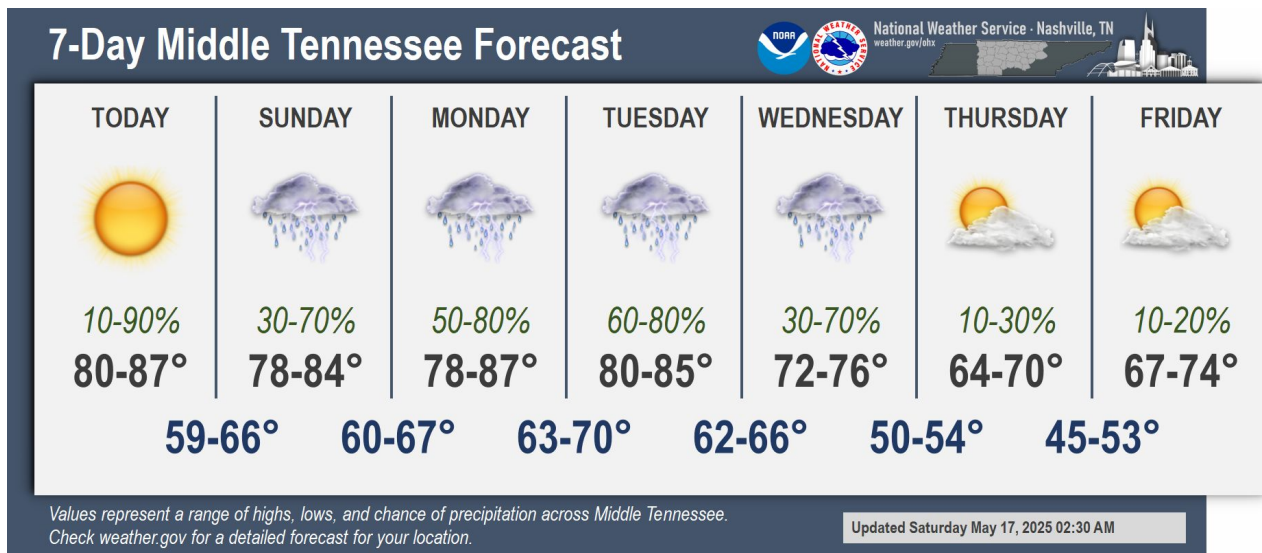 7-Day Middle Tennessee Forecast
NOAA
NATIONAL WEATHER SERVICE
National Weather Service · Nashville, TN
weather.gov/ohx
TODAY SUNDAY MONDAY TUESDAY WEDNESDAY THURSDAY FRIDAY
10-90% 30-70% 50-80% 60-80% 30-70% 10-30% 10-20%
80-87° 78-84° 78-87° 80-85° 72-76° 64-70° 67-74°
59-66° 60-67° 63-70° 62-66° 50-54° 45-53°
Values represent a range of highs, lows, and chance of precipitation across Middle Tennessee.
Check weather.gov for a detailed forecast for your location.
Updated Saturday May 17, 2025 02:30 AM